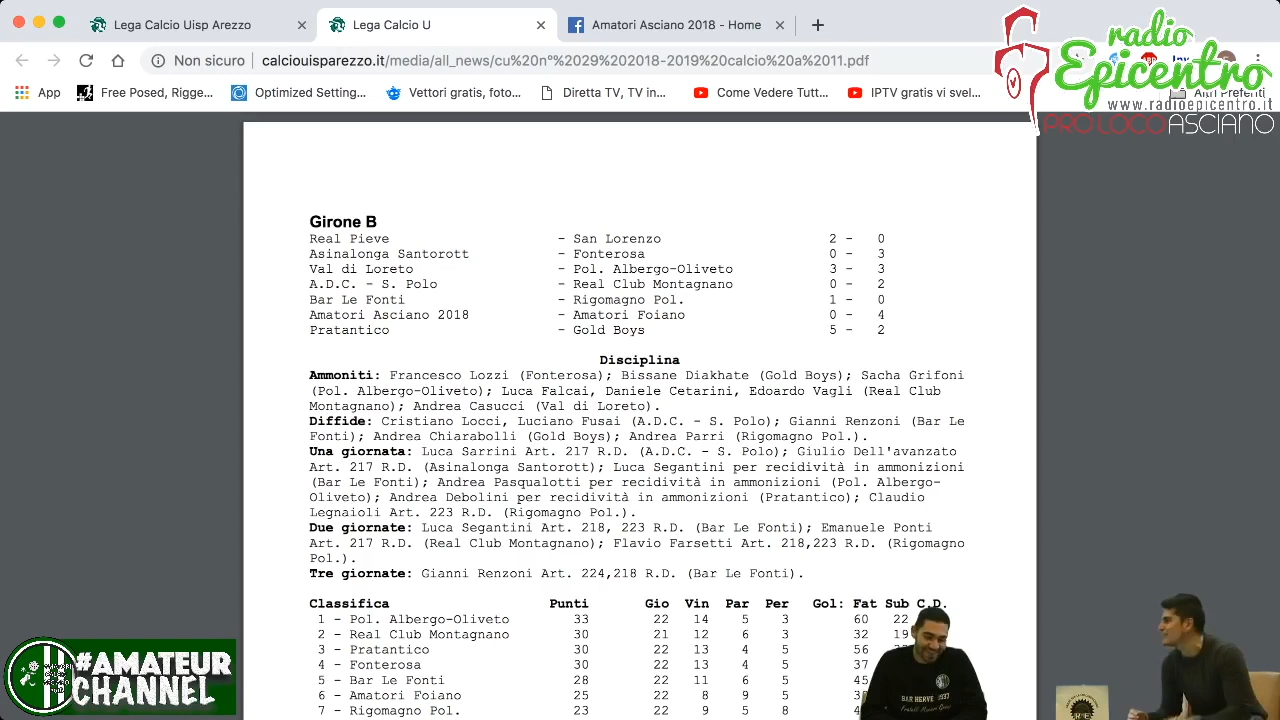 Lega Calcio Uisp Arezzo
Lega Calcio U
Amatori Asciano 2018 - Home
radio
Epicentro
www.radioepicentro.it
PRO LOCO ASCIANO
Non sicuro
calciouisparezzo.it/media/all_news/cu%20n°%2029%202018-2019%20calcio%20a%2011.pdf
App
Free Posed, Rigge...
Optimized Setting...
Vettori gratis, foto...
Diretta TV, TV in...
Come Vedere Tutt...
IPTV gratis vi svel...
Altri Preferiti
Girone B
Real Pieve - San Lorenzo 2 - 0
Asinalonga Santorott - Fonterosa 0 - 3
Val di Loreto - Pol. Albergo-Oliveto 3 - 3
A.D.C. - S. Polo - Real Club Montagnano 0 - 2
Bar Le Fonti - Rigomagno Pol. 1 - 0
Amatori Asciano 2018 - Amatori Foiano 0 - 4
Pratantico - Gold Boys 5 - 2
Disciplina
Ammoniti: Francesco Lozzi (Fonterosa); Bissane Diakhate (Gold Boys); Sacha Grifoni
(Pol. Albergo-Oliveto); Luca Falcai, Daniele Cetarini, Edoardo Vagli (Real Club
Montagnano); Andrea Casucci (Val di Loreto).
Diffide: Cristiano Locci, Luciano Fusai (A.D.C. - S. Polo); Gianni Renzoni (Bar Le
Fonti); Andrea Chiarabolli (Gold Boys); Andrea Parri (Rigomagno Pol.).
Una giornata: Luca Sarrini Art. 217 R.D. (A.D.C. - S. Polo); Giulio Dell'avanzato
Art. 217 R.D. (Asinalonga Santorott); Luca Segantini per recidività in ammonizioni
(Bar Le Fonti); Andrea Pasqualotti per recidività in ammonizioni (Pol. Albergo-
Oliveto); Andrea Debolini per recidività in ammonizioni (Pratantico); Claudio
Legnaioli Art. 223 R.D. (Rigomagno Pol.).
Due giornate: Luca Segantini Art. 218, 223 R.D. (Bar Le Fonti); Emanuele Ponti
Art. 217 R.D. (Real Club Montagnano); Flavio Farsetti Art. 218,223 R.D. (Rigomagno
Pol.).
Tre giornate: Gianni Renzoni Art. 224,218 R.D. (Bar Le Fonti).
Classifica Punti Gio Vin Par Per Gol: Fat Sub C.D.
1 - Pol. Albergo-Oliveto 33 22 14 5 3 60 22
2 - Real Club Montagnano 30 21 12 6 3 32 19
3 - Pratantico 30 22 13 4 5 56
4 - Fonterosa 30 22 13 4 5 37
5 - Bar Le Fonti 28 22 11 6 5 45
6 - Amatori Foiano 25 22 8 9 5
7 - Rigomagno Pol. 23 22 9 5 8
#AMATEUR
CHANNEL
BAR HERVE 1937